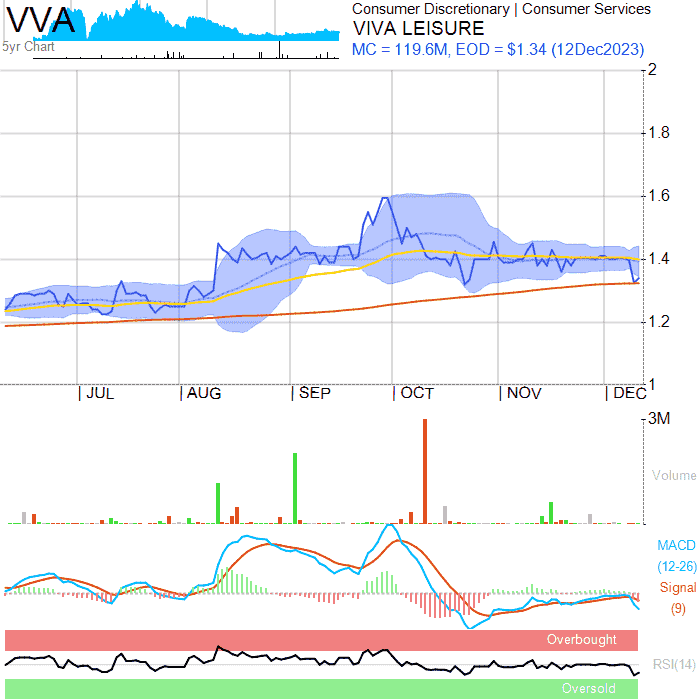 VVA
5yr Chart
Consumer Discretionary | Consumer Services
VIVA LEISURE
MC = 119.6M, EOD = $1.34 (12Dec2023)
2
1.8
1.6
1.4
1.2
1
JUL AUG SEP OCT NOV DEC
3M
Volume
MACD
(12-26)
Signal
(9)
Overbought
RSI(14)
Oversold